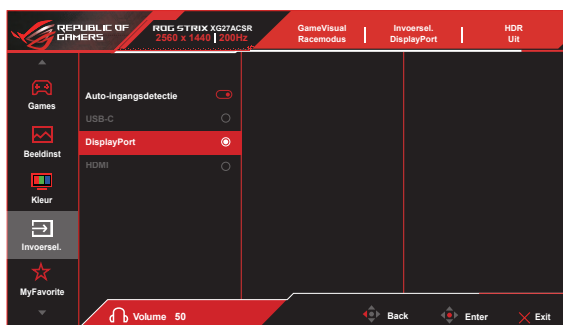 REPUBLIC OF
GAMERS
ROG STRIX XG27ACSR
2560 x 1440 200Hz
GameVisual
Racemodus
Invoersel.
DisplayPort
HDR
Uit
Games
Beeldinst
Kleur
Invoersel.
MyFavorite
Auto-ingangsdetectie
USB-C
DisplayPort
HDMI
Volume 50
Back
Enter
Exit